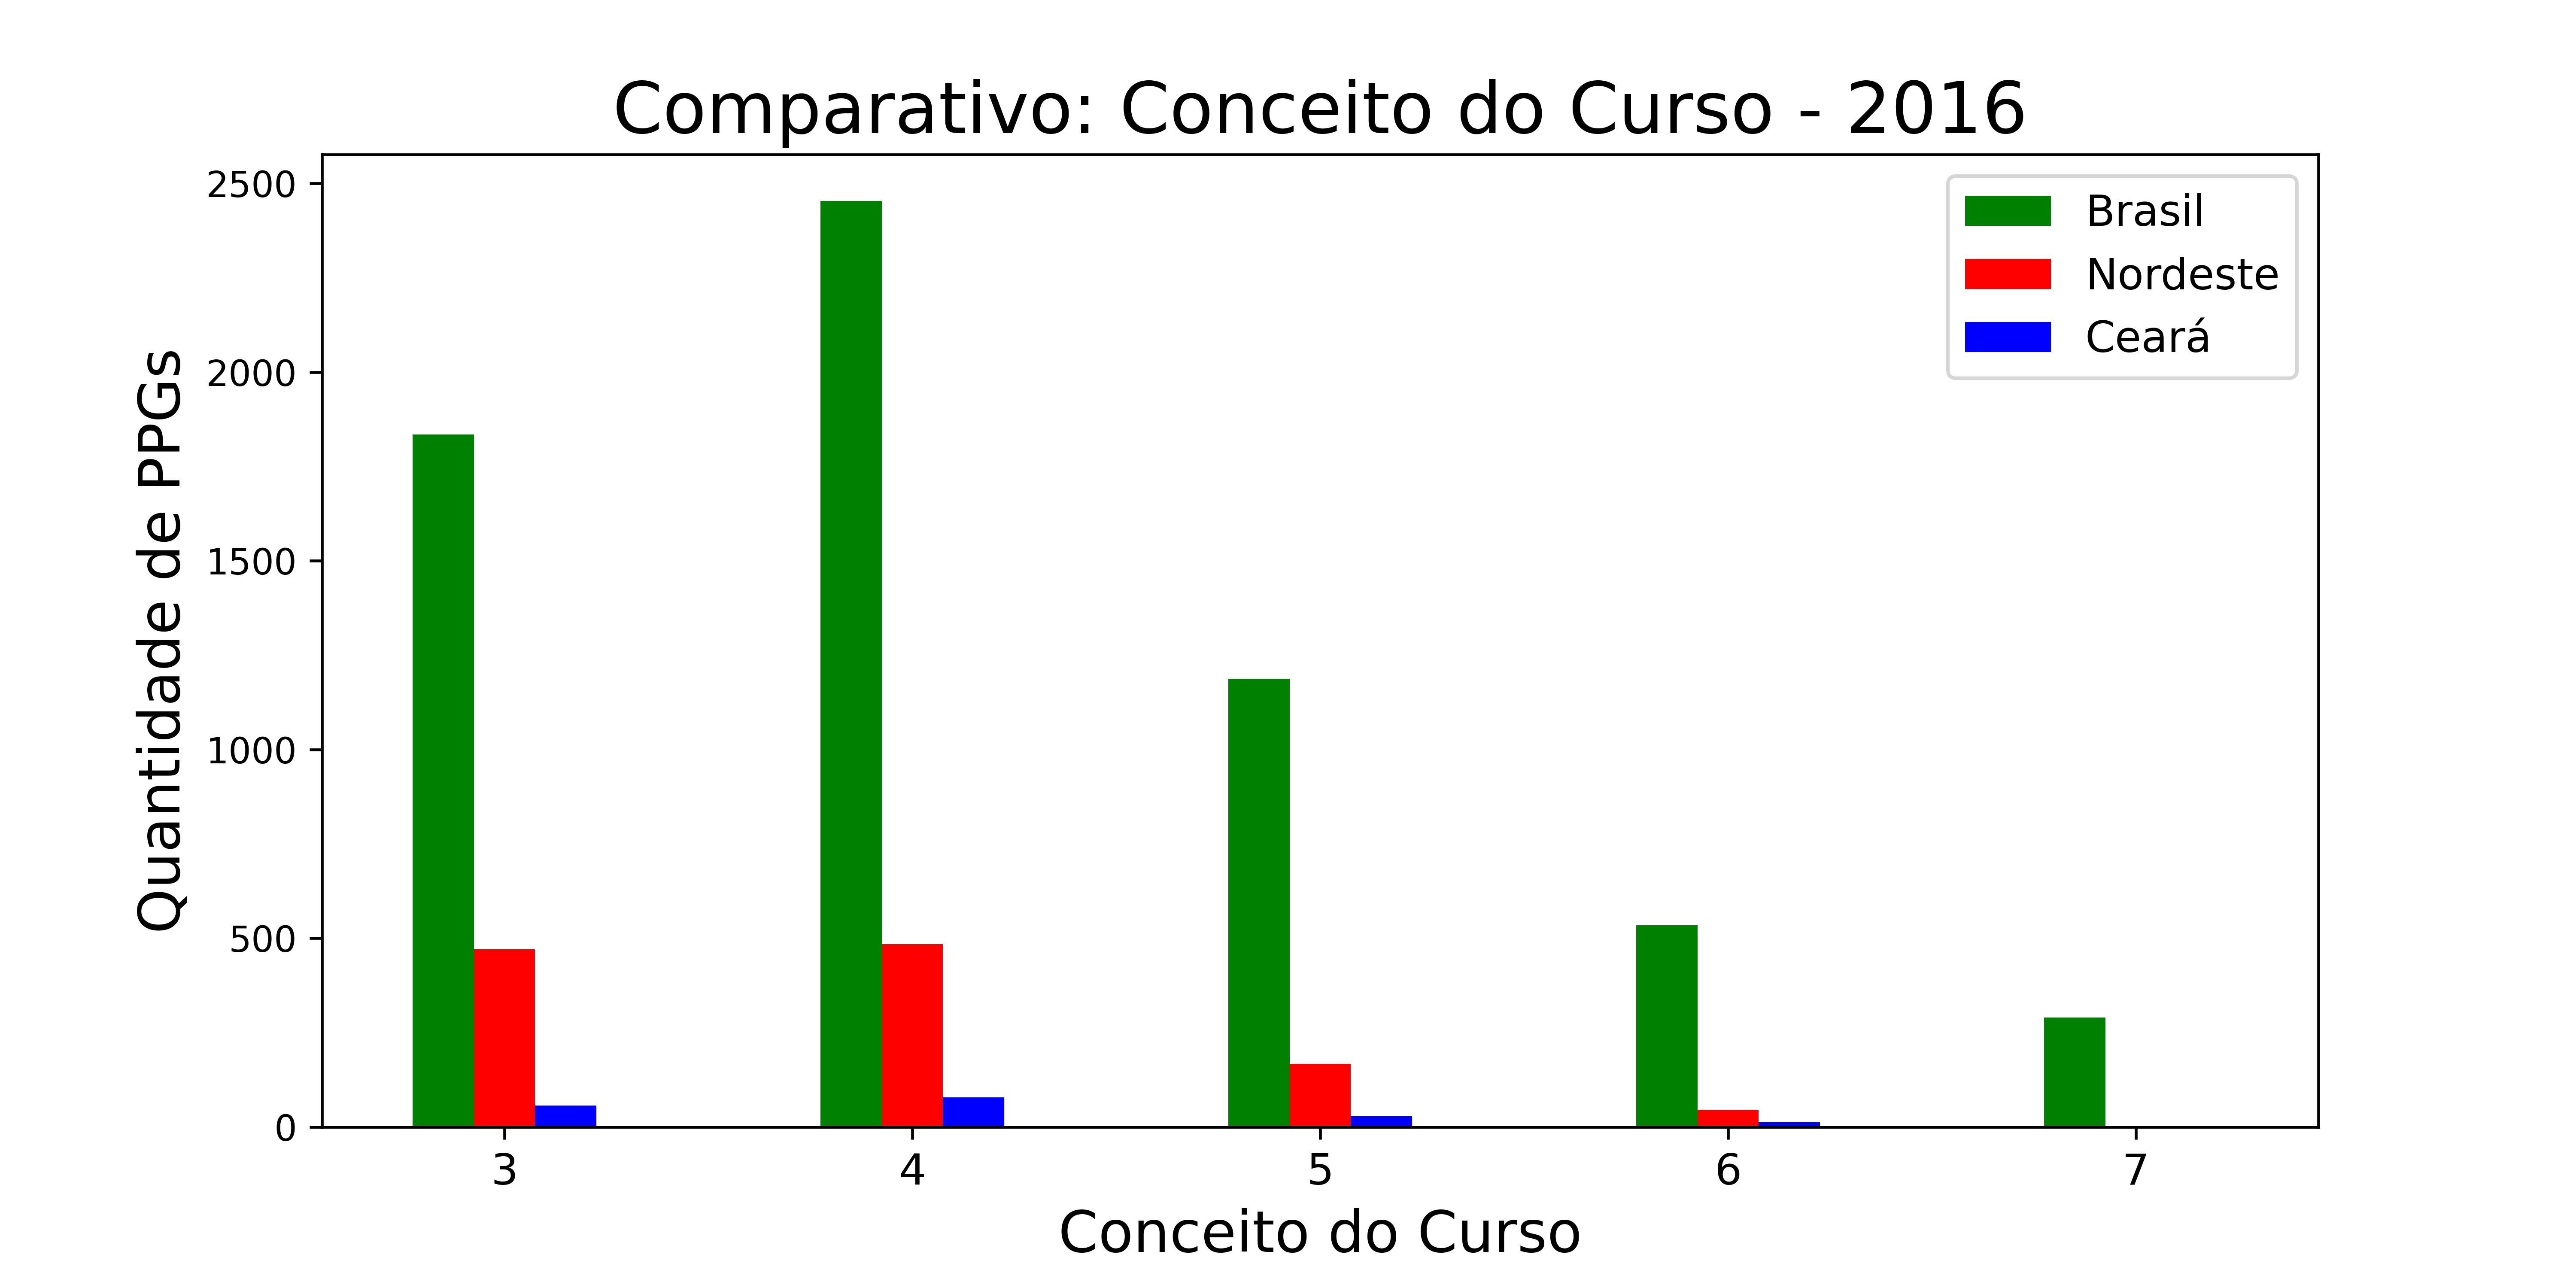 Comparativo: Conceito do Curso - 2016
Quantidade de PPGs
2500
2000
1500
1000
500
0
Brasil
Nordeste
Ceará
3 4 5 6 7
Conceito do Curso